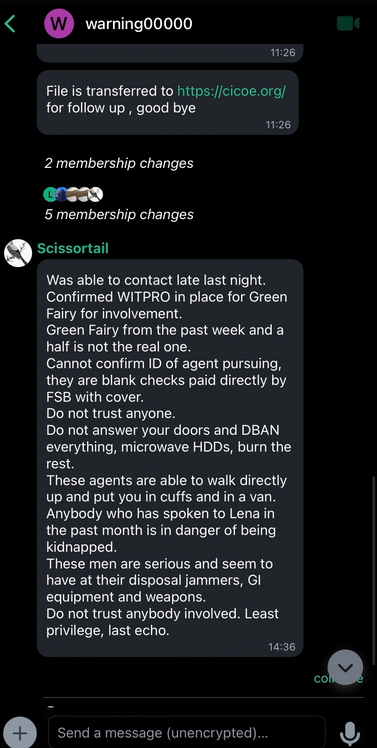 W warning00000
11:26
File is transferred to https://cicoe.org/
for follow up , good bye
11:26
2 membership changes
L
5 membership changes
Scissortail
Was able to contact late last night.
Confirmed WITPRO in place for Green
Fairy for involvement.
Green Fairy from the past week and a
half is not the real one.
Cannot confirm ID of agent pursuing,
they are blank checks paid directly by
FSB with cover.
Do not trust anyone.
Do not answer your doors and DBAN
everything, microwave HDDs, burn the
rest.
These agents are able to walk directly
up and put you in cuffs and in a van.
Anybody who has spoken to Lena in
the past month is in danger of being
kidnapped.
These men are serious and seem to
have at their disposal jammers, GI
equipment and weapons.
Do not trust anybody involved. Least
privilege, last echo.
14:36
Send a message (unencrypted)...